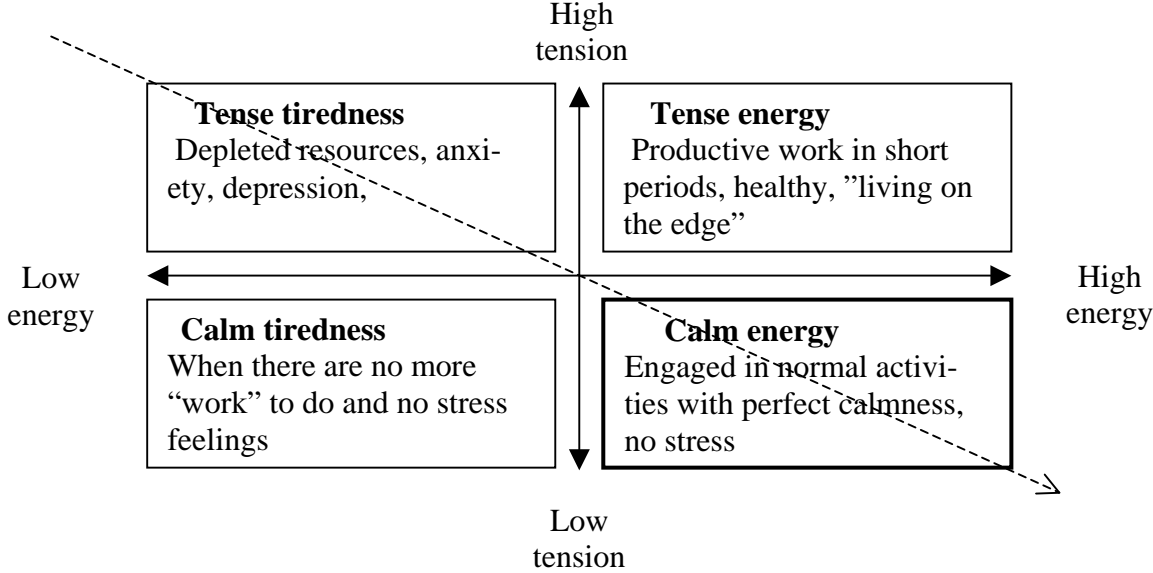 High
tension
Tense tiredness
Depleted resources, anxi-
ety, depression,
Tense energy
Productive work in short
periods, healthy, ”living on
the edge”
Low
energy
High
energy
Calm tiredness
When there are no more
“work” to do and no stress
feelings
Calm energy
Engaged in normal activi-
ties with perfect calmness,
no stress
Low
tension